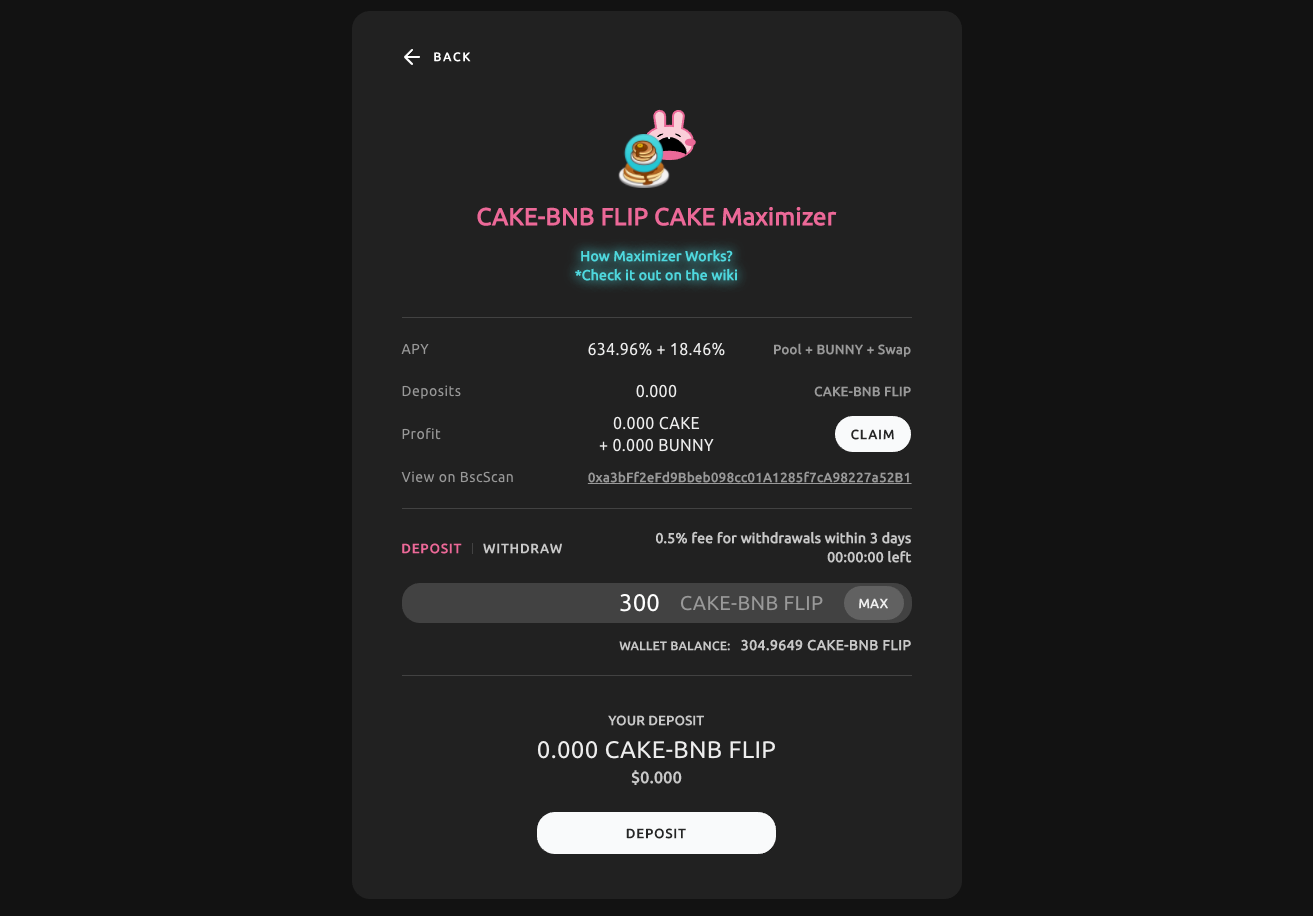 BACK
CAKE-BNB FLIP CAKE Maximizer
How Maximizer Works?
*Check it out on the wiki
APY 634.96% + 18.46% Pool + BUNNY + Swap
Deposits 0.000 CAKE-BNB FLIP
Profit 0.000 CAKE + 0.000 BUNNY CLAIM
View on BscScan 0xa3bFf2eFd9Bbeb098cc01A1285f7cA98227a52B1
DEPOSIT WITHDRAW
0.5% fee for withdrawals within 3 days
00:00:00 left
300 CAKE-BNB FLIP MAX
WALLET BALANCE: 304.9649 CAKE-BNB FLIP
YOUR DEPOSIT
0.000 CAKE-BNB FLIP
$0.000
DEPOSIT